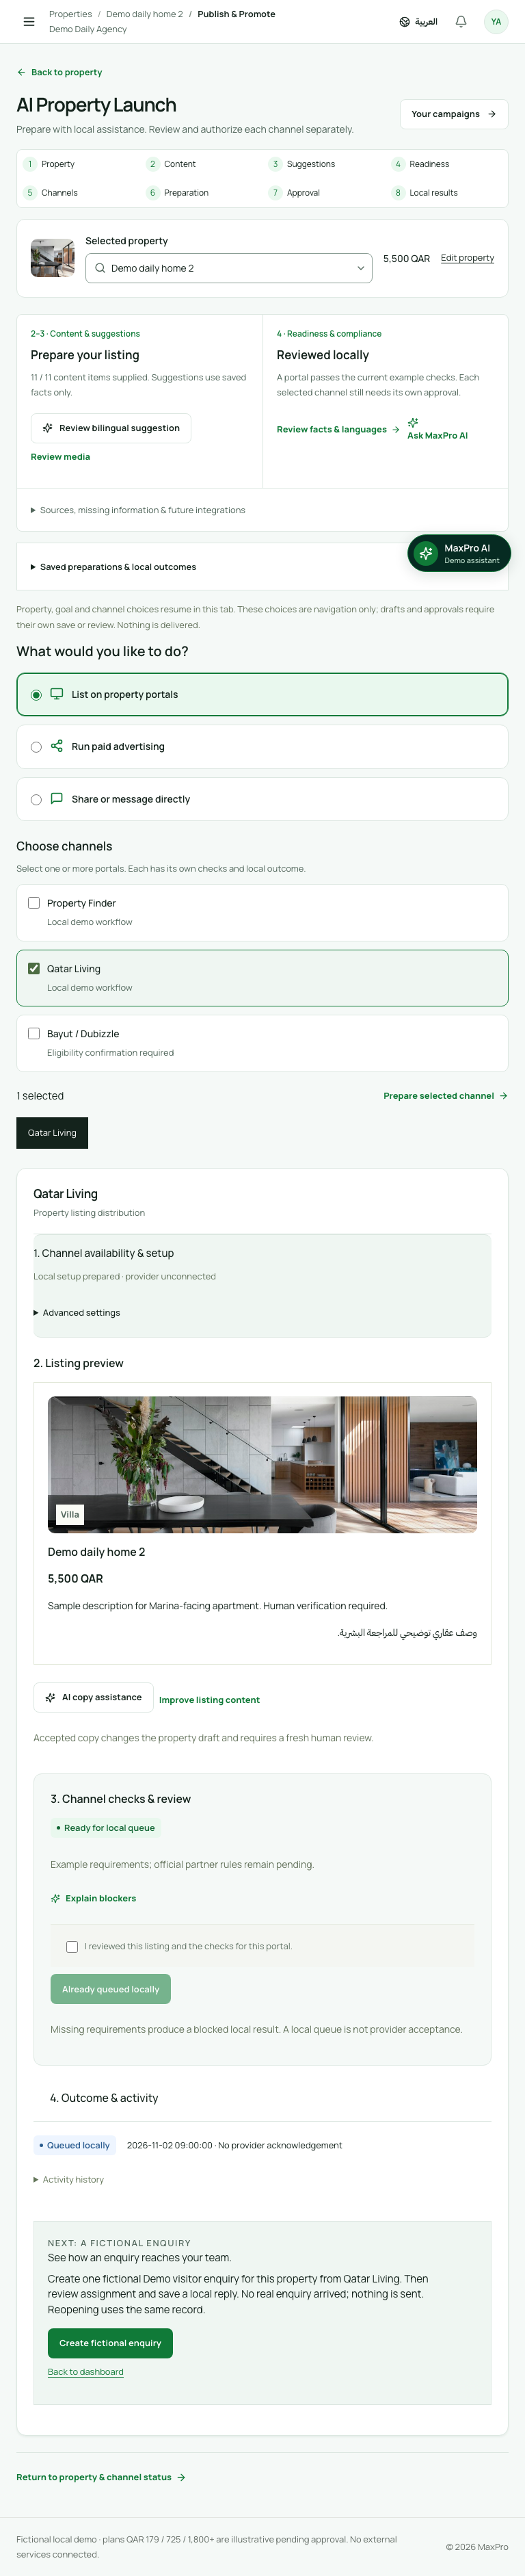 Properties / Demo daily home 2 / Publish & Promote
Demo Daily Agency
العربية
YA
Back to property
AI Property Launch
Prepare with local assistance. Review and authorize each channel separately.
Your campaigns
1 Property
2 Content
3 Suggestions
4 Readiness
5 Channels
6 Preparation
7 Approval
8 Local results
Selected property
Demo daily home 2
5,500 QAR
Edit property
2–3 · Content & suggestions
Prepare your listing
11 / 11 content items supplied. Suggestions use saved
facts only.
Review bilingual suggestion
Review media
4 · Readiness & compliance
Reviewed locally
A portal passes the current example checks. Each
selected channel still needs its own approval.
Review facts & languages
Ask MaxPro AI
Sources, missing information & future integrations
MaxPro AI
Demo assistant
Saved preparations & local outcomes
Property, goal and channel choices resume in this tab. These choices are navigation only; drafts and approvals require
their own save or review. Nothing is delivered.
What would you like to do?
List on property portals
Run paid advertising
Share or message directly
Choose channels
Select one or more portals. Each has its own checks and local outcome.
Property Finder
Local demo workflow
Qatar Living
Local demo workflow
Bayut / Dubizzle
Eligibility confirmation required
1 selected
Prepare selected channel
Qatar Living
Qatar Living
Property listing distribution
1. Channel availability & setup
Local setup prepared · provider unconnected
Advanced settings
2. Listing preview
Villa
Demo daily home 2
5,500 QAR
Sample description for Marina-facing apartment. Human verification required.
وصف عقاري توضيحي للمراجعة البشرية.
AI copy assistance
Improve listing content
Accepted copy changes the property draft and requires a fresh human review.
3. Channel checks & review
Ready for local queue
Example requirements; official partner rules remain pending.
Explain blockers
I reviewed this listing and the checks for this portal.
Already queued locally
Missing requirements produce a blocked local result. A local queue is not provider acceptance.
4. Outcome & activity
Queued locally
2026-11-02 09:00:00 · No provider acknowledgement
Activity history
NEXT: A FICTIONAL ENQUIRY
See how an enquiry reaches your team.
Create one fictional Demo visitor enquiry for this property from Qatar Living. Then
review assignment and save a local reply. No real enquiry arrived; nothing is sent.
Reopening uses the same record.
Create fictional enquiry
Back to dashboard
Return to property & channel status
Fictional local demo · plans QAR 179 / 725 / 1,800+ are illustrative pending approval. No external
services connected.
© 2026 MaxPro